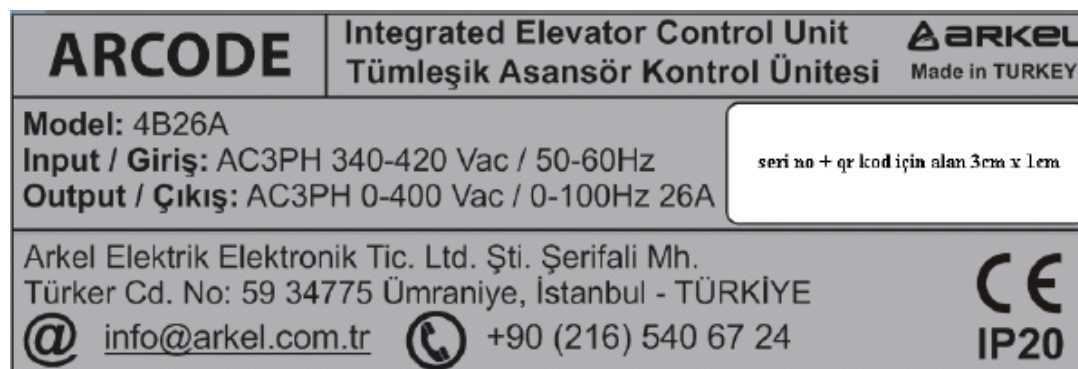 ARCODE
Integrated Elevator Control Unit
Tümleşik Asansör Kontrol Ünitesi
arkel
Made in TURKEY
Model: 4B26A
Input / Giriş: AC3PH 340-420 Vac / 50-60Hz
Output / Çıkış: AC3PH 0-400 Vac / 0-100Hz 26A
seri no + qr kod için alan 3cm x 1cm
Arkel Elektrik Elektronik Tic. Ltd. Şti. Şerifali Mh.
Türker Cd. No: 59 34775 Ümraniye, İstanbul - TÜRKİYE
@ info@arkel.com.tr +90 (216) 540 67 24
CE
IP20